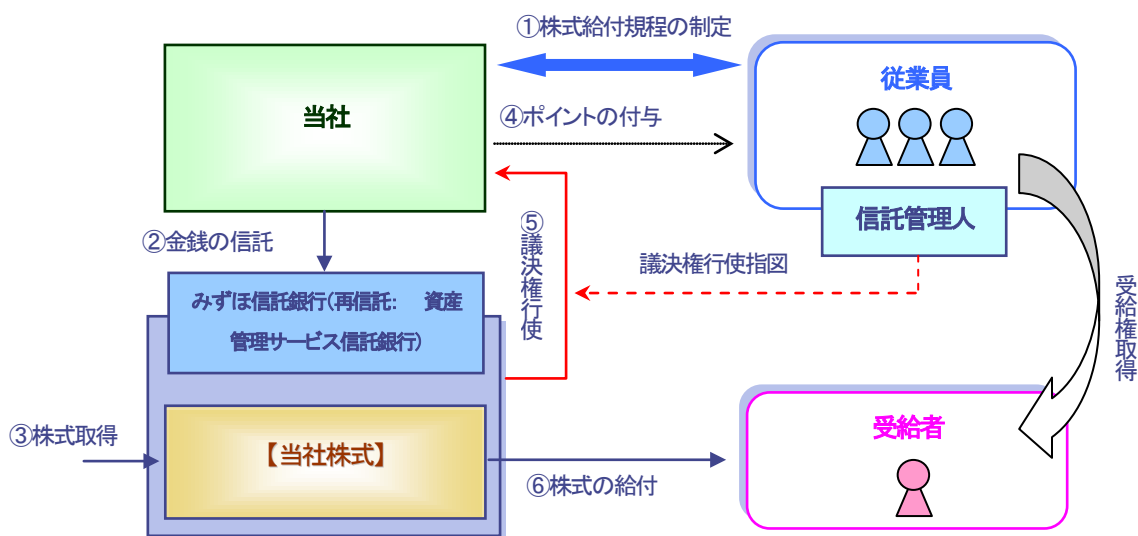 ①株式給付規程の制定
当社
従業員
④ポイントの付与
信託管理人
②金銭の信託
⑤議決権行使
議決権行使指図
受給権取得
みずほ信託銀行(再信託: 資産
管理サービス信託銀行)
③株式取得
【当社株式】
受給者
⑥株式の給付